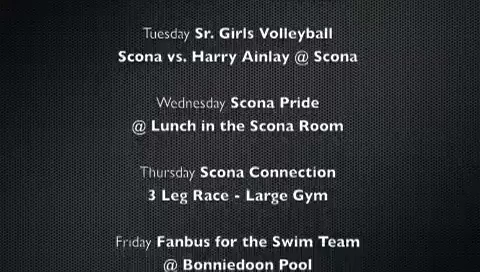 Tuesday Sr. Girls Volleyball
Scona vs. Harry Ainlay @ Scona
Wednesday Scona Pride
@ Lunch in the Scona Room
Thursday Scona Connection
3 Leg Race - Large Gym
Friday Fanbus for the Swim Team
@ Bonniedoon Pool